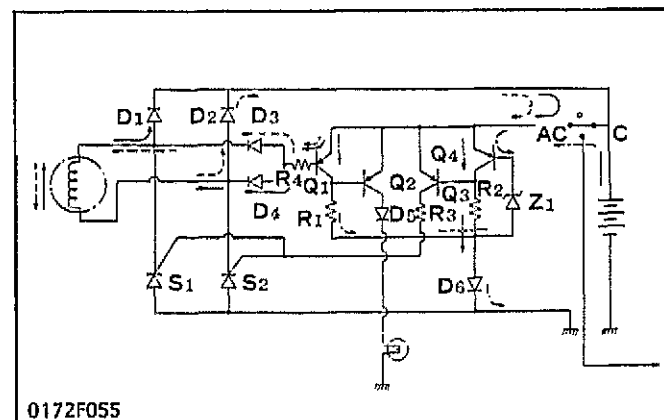 D1 D2 D3
AC C
R4 Q1 Q2 Q4 Q3 R2
D4 R1 D5 R3 Z1
S1 S2 D6
0172F055